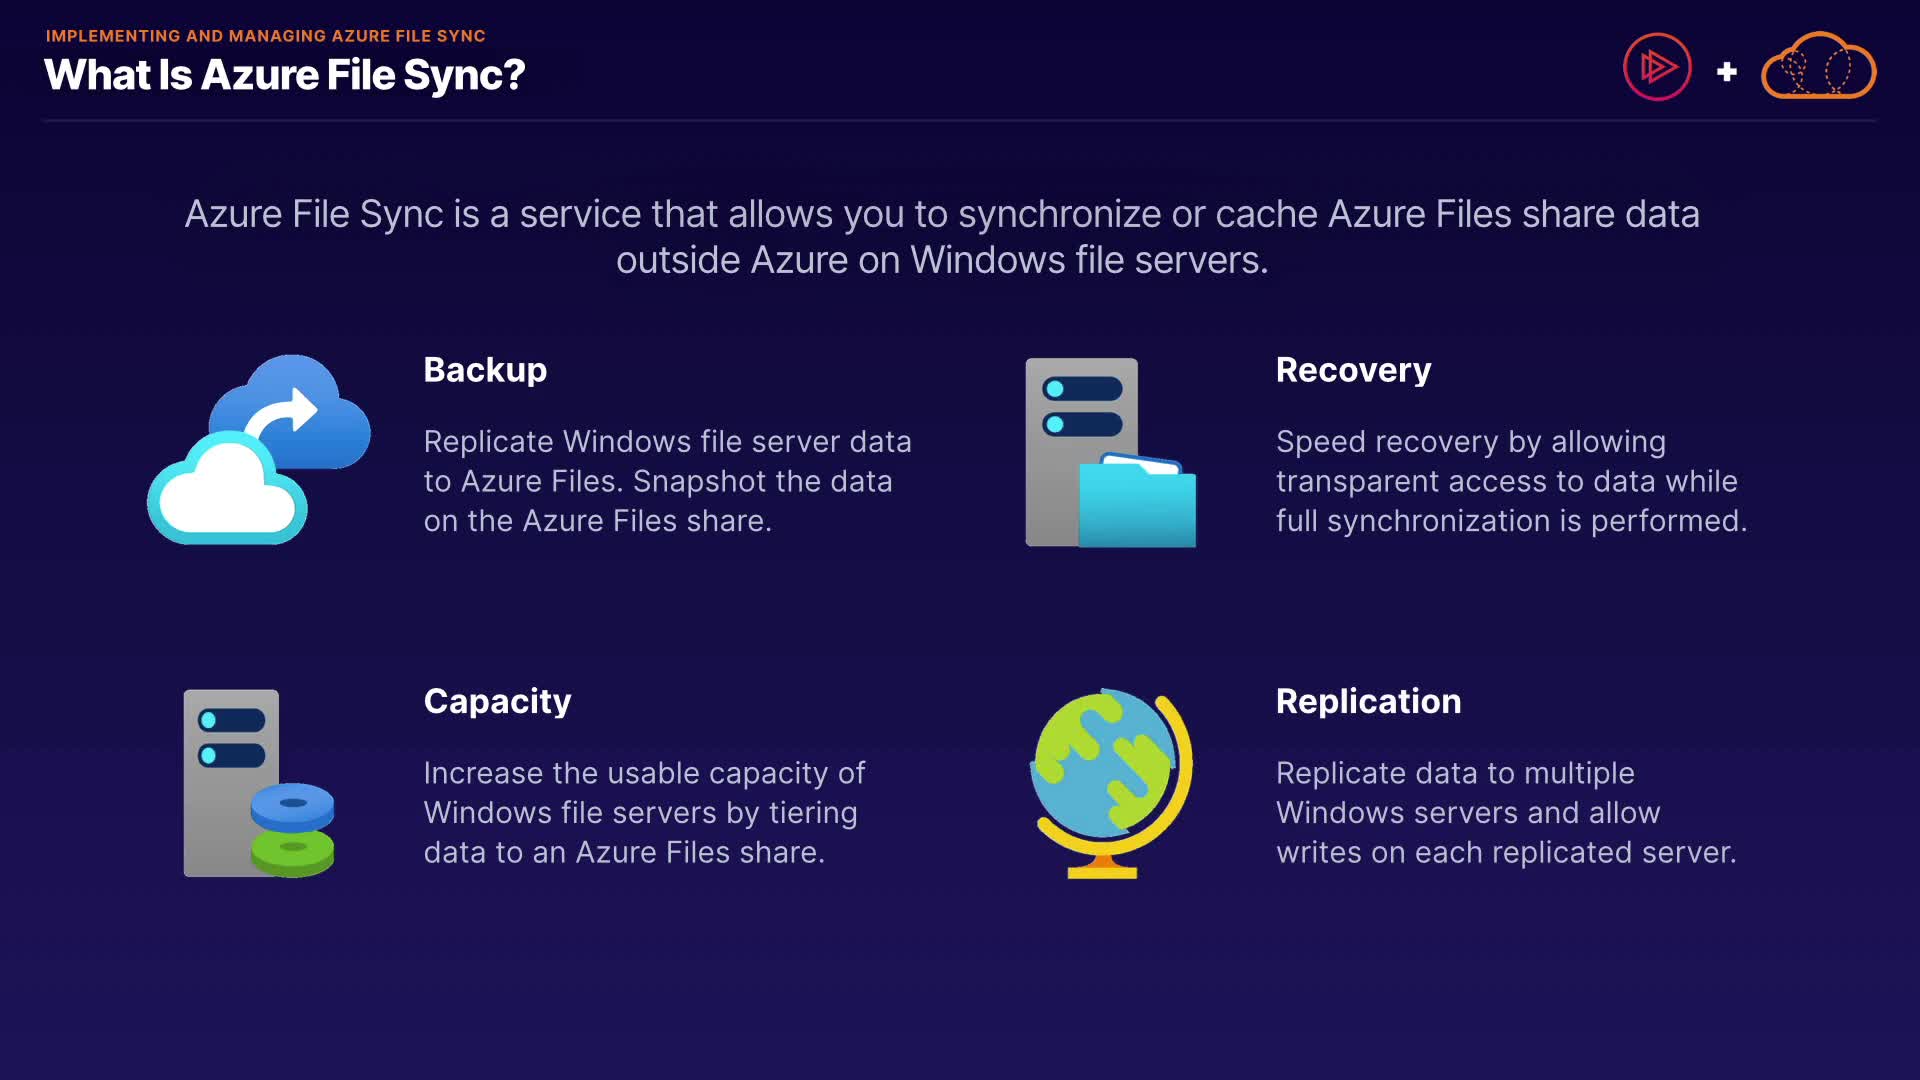 IMPLEMENTING AND MANAGING AZURE FILE SYNC
What Is Azure File Sync?
Azure File Sync is a service that allows you to synchronize or cache Azure Files share data
outside Azure on Windows file servers.
Backup
Replicate Windows file server data
to Azure Files. Snapshot the data
on the Azure Files share.
Recovery
Speed recovery by allowing
transparent access to data while
full synchronization is performed.
Capacity
Increase the usable capacity of
Windows file servers by tiering
data to an Azure Files share.
Replication
Replicate data to multiple
Windows servers and allow
writes on each replicated server.